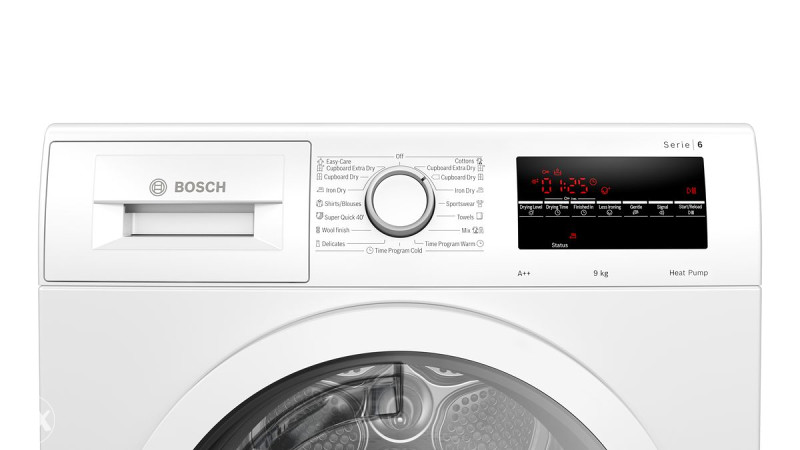 Serie 6
BOSCH
Off
Easy-Care
Cupboard Extra Dry
Cupboard Dry
Iron Dry
Shirts/Blouses
Super Quick 40'
Wool finish
Delicates
Time Program Cold
Cottons
Cupboard Extra Dry
Cupboard Dry
Iron Dry
Sportswear
Towels
Mix
Time Program Warm
01:25
Drying Level
Drying Time
Finished in
Less Ironing
Gentle
Signal
Start/Reload
Status
A++
9 kg
Heat Pump